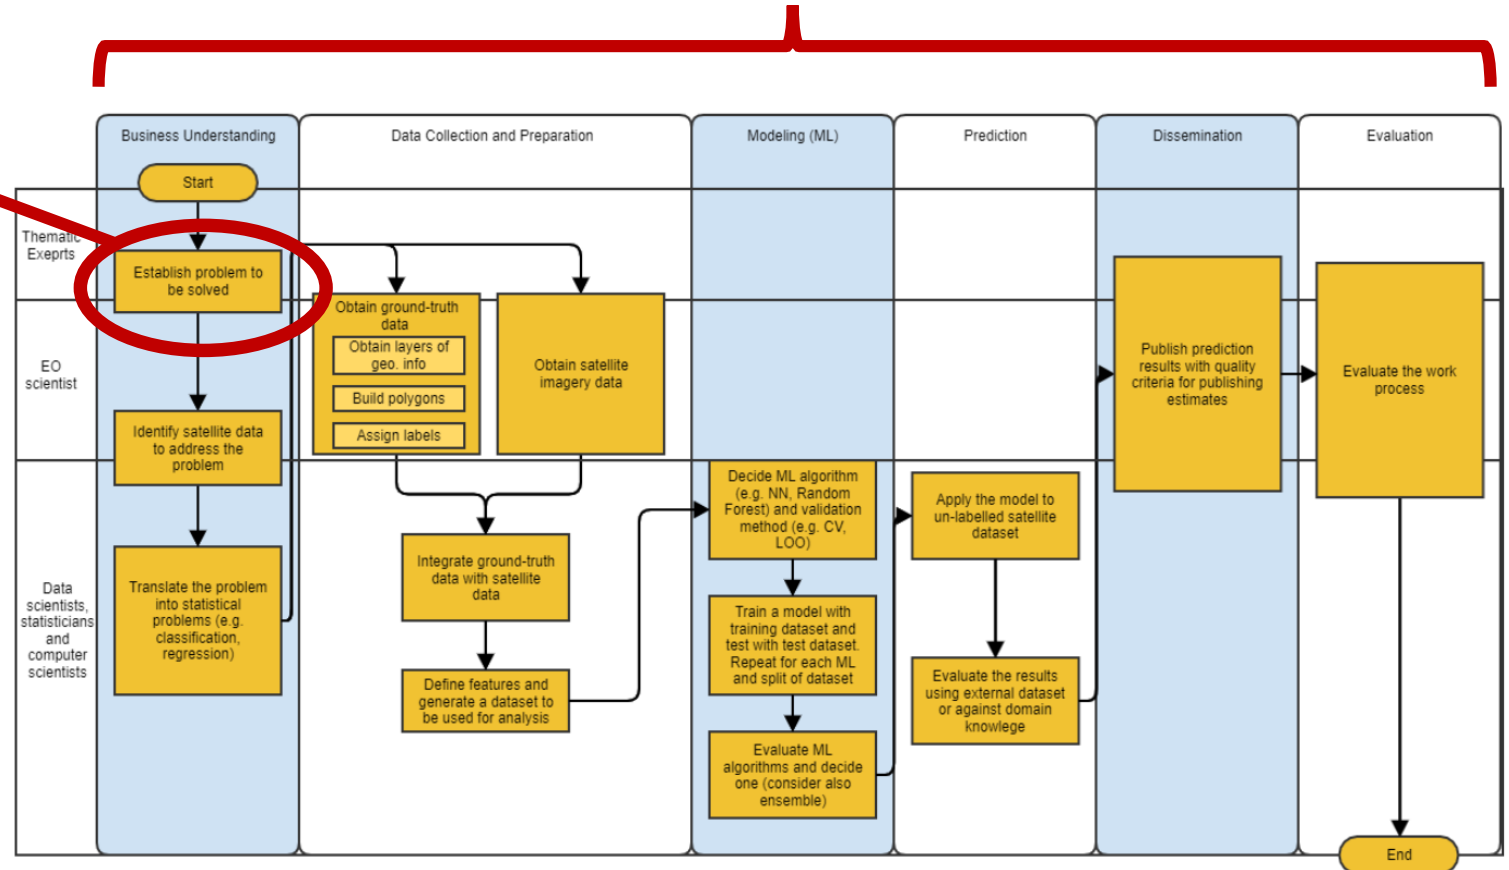 Business Understanding
Data Collection and Preparation
Modeling (ML)
Prediction
Dissemination
Evaluation
Start
Thematic
Exeprts
Establish problem to
be solved
Obtain ground-truth
data
Obtain layers of
geo. info
Build polygons
Assign labels
Obtain satellite
imagery data
EO
scientist
Identify satellite data
to address the
problem
Publish prediction
results with quality
criteria for publishing
estimates
Evaluate the work
process
Data
scientists,
statisticians
and
computer
scientists
Translate the problem
into statistical
problems (e.g.
classification,
regression)
Integrate ground-truth
data with satellite
data
Define features and
generate a dataset to
be used for analysis
Decide ML algorithm
(e.g. NN, Random
Forest) and validation
method (e.g. CV,
LOO)
Train a model with
training dataset and
test with test dataset.
Repeat for each ML
and split of dataset
Evaluate ML
algorithms and decide
one (consider also
ensemble)
Apply the model to
un-labelled satellite
dataset
Evaluate the results
using external dataset
or against domain
knowlege
End